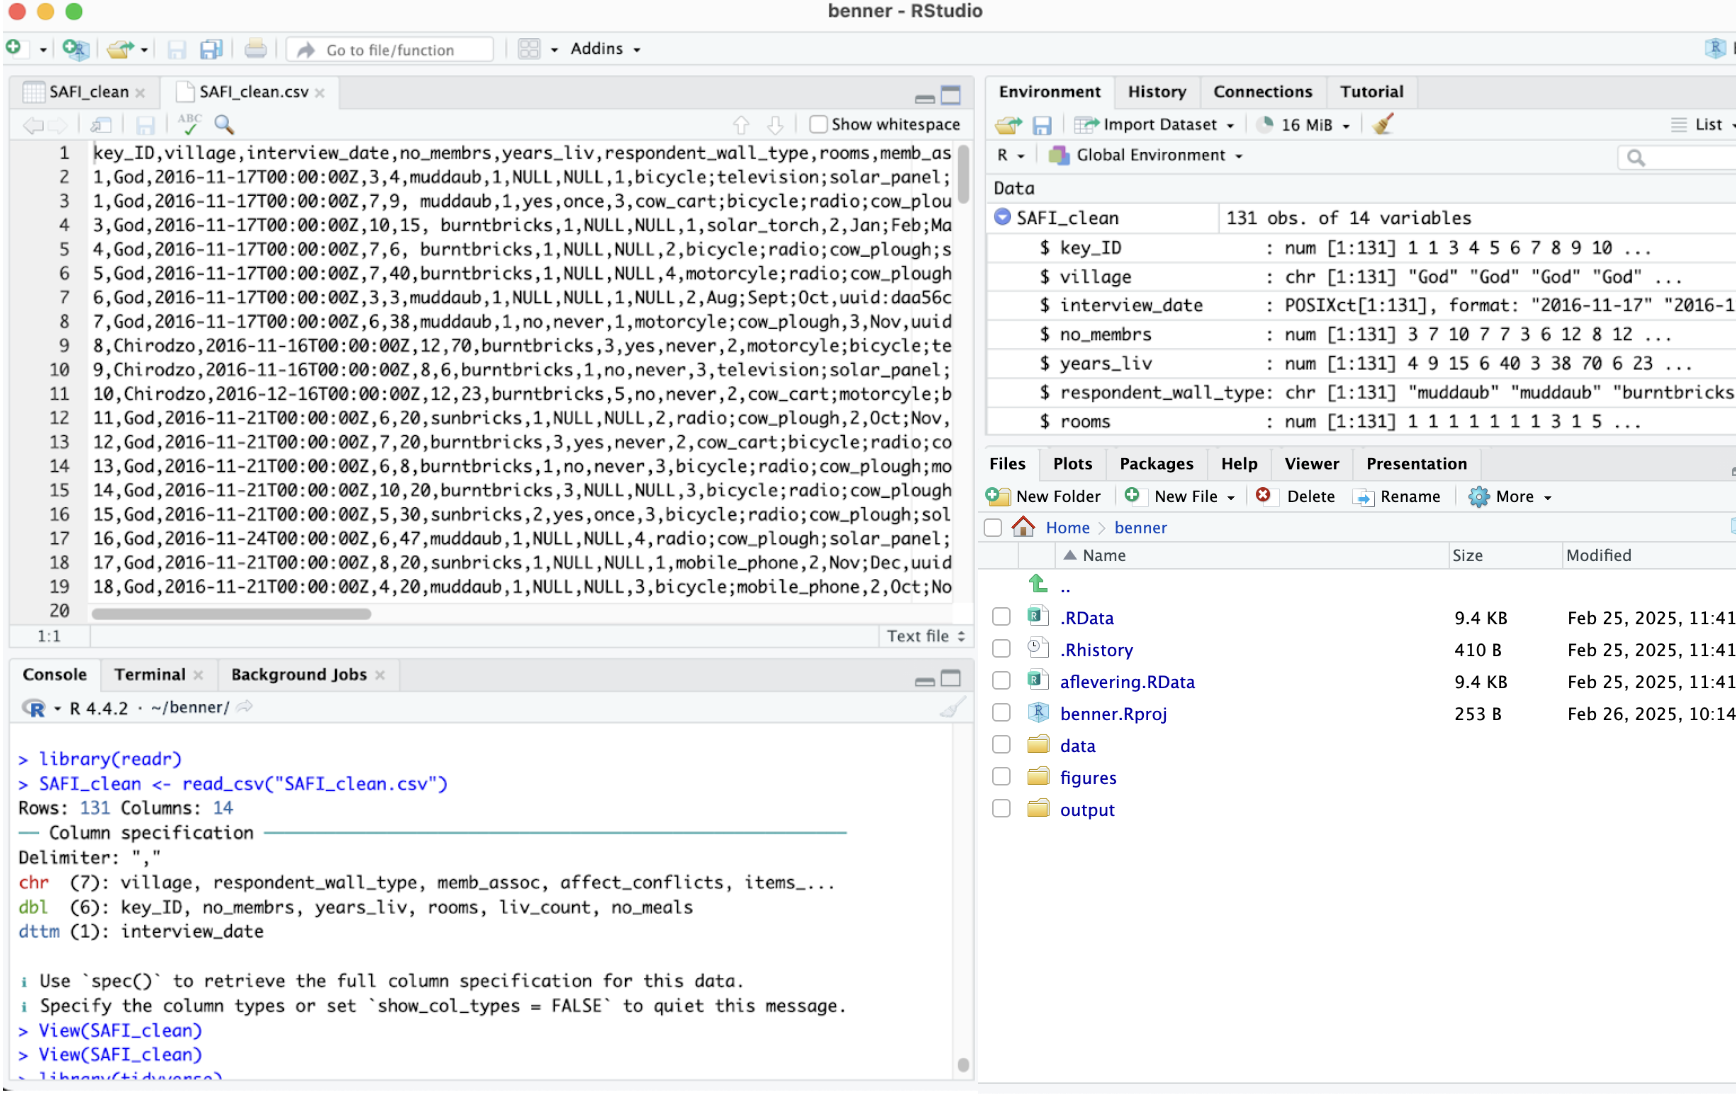 benner - RStudio
Go to file/function
Addins
SAFI_clean
SAFI_clean.csv
ABC
Show whitespace
1 key_ID,village,interview_date,no_membrs,years_liv,respondent_wall_type,rooms,memb_as
2 1,God,2016-11-17T00:00:00Z,3,4,muddaub,1,NULL,NULL,1,bicycle;television;solar_panel;
3 1,God,2016-11-17T00:00:00Z,7,9, muddaub,1,yes,once,3,cow_cart;bicycle;radio;cow_plou
4 3,God,2016-11-17T00:00:00Z,10,15, burntbricks,1,NULL,NULL,1,solar_torch,2,Jan;Feb;Ma
5 4,God,2016-11-17T00:00:00Z,7,6, burntbricks,1,NULL,NULL,2,bicycle;radio;cow_plough;s
6 5,God,2016-11-17T00:00:00Z,7,40,burntbricks,1,NULL,NULL,4,motorcyle;radio;cow_plough
7 6,God,2016-11-17T00:00:00Z,3,3,muddaub,1,NULL,NULL,1,NULL,2,Aug;Sept;Oct,uuid:daa56c
8 7,God,2016-11-17T00:00:00Z,6,38,muddaub,1,no,never,1,motorcyle;cow_plough,3,Nov,uuid
9 8,Chirodzo,2016-11-16T00:00:00Z,12,70,burntbricks,3,yes,never,2,motorcyle;bicycle;te
10 9,Chirodzo,2016-11-16T00:00:00Z,8,6,burntbricks,1,no,never,3,television;solar_panel;
11 10,Chirodzo,2016-12-16T00:00:00Z,12,23,burntbricks,5,no,never,2,cow_cart;motorcyle;b
12 11,God,2016-11-21T00:00:00Z,6,20,sunbricks,1,NULL,NULL,2,radio;cow_plough,2,Oct;Nov,
13 12,God,2016-11-21T00:00:00Z,7,20,burntbricks,3,yes,never,2,cow_cart;bicycle;radio;co
14 13,God,2016-11-21T00:00:00Z,6,8,burntbricks,1,no,never,3,bicycle;radio;cow_plough;mo
15 14,God,2016-11-21T00:00:00Z,10,20,burntbricks,3,NULL,NULL,3,bicycle;radio;cow_plough
16 15,God,2016-11-21T00:00:00Z,5,30,sunbricks,2,yes,once,3,bicycle;radio;cow_plough;sol
17 16,God,2016-11-24T00:00:00Z,6,47,muddaub,1,NULL,NULL,4,radio;cow_plough;solar_panel;
18 17,God,2016-11-21T00:00:00Z,8,20,sunbricks,1,NULL,NULL,1,mobile_phone,2,Nov;Dec,uuid
19 18,God,2016-11-21T00:00:00Z,4,20,muddaub,1,NULL,NULL,3,bicycle;mobile_phone,2,Oct;No
20
1:1 Text file
Console Terminal Background Jobs
R 4.4.2 · ~/benner/
> library(readr)
> SAFI_clean <- read_csv("SAFI_clean.csv")
Rows: 131 Columns: 14
── Column specification ──
Delimiter: ","
chr (7): village, respondent_wall_type, memb_assoc, affect_conflicts, items_...
dbl (6): key_ID, no_membrs, years_liv, rooms, liv_count, no_meals
dttm (1): interview_date
ℹ Use `spec()` to retrieve the full column specification for this data.
ℹ Specify the column types or set `show_col_types = FALSE` to quiet this message.
> View(SAFI_clean)
> View(SAFI_clean)
> library(tidyverse)
Environment History Connections Tutorial
Import Dataset 16 MiB List
R Global Environment
Data
SAFI_clean 131 obs. of 14 variables
$ key_ID : num [1:131] 1 1 3 4 5 6 7 8 9 10 ...
$ village : chr [1:131] "God" "God" "God" "God" ...
$ interview_date : POSIXct[1:131], format: "2016-11-17" "2016-1
$ no_membrs : num [1:131] 3 7 10 7 7 3 6 12 8 12 ...
$ years_liv : num [1:131] 4 9 15 6 40 3 38 70 6 23 ...
$ respondent_wall_type: chr [1:131] "muddaub" "muddaub" "burntbricks
$ rooms : num [1:131] 1 1 1 1 1 1 1 3 1 5 ...
Files Plots Packages Help Viewer Presentation
New Folder New File Delete Rename More
Home benner
Name Size Modified
..
.RData 9.4 KB Feb 25, 2025, 11:41
.Rhistory 410 B Feb 25, 2025, 11:41
aflevering.RData 9.4 KB Feb 25, 2025, 11:41
benner.Rproj 253 B Feb 26, 2025, 10:14
data
figures
output